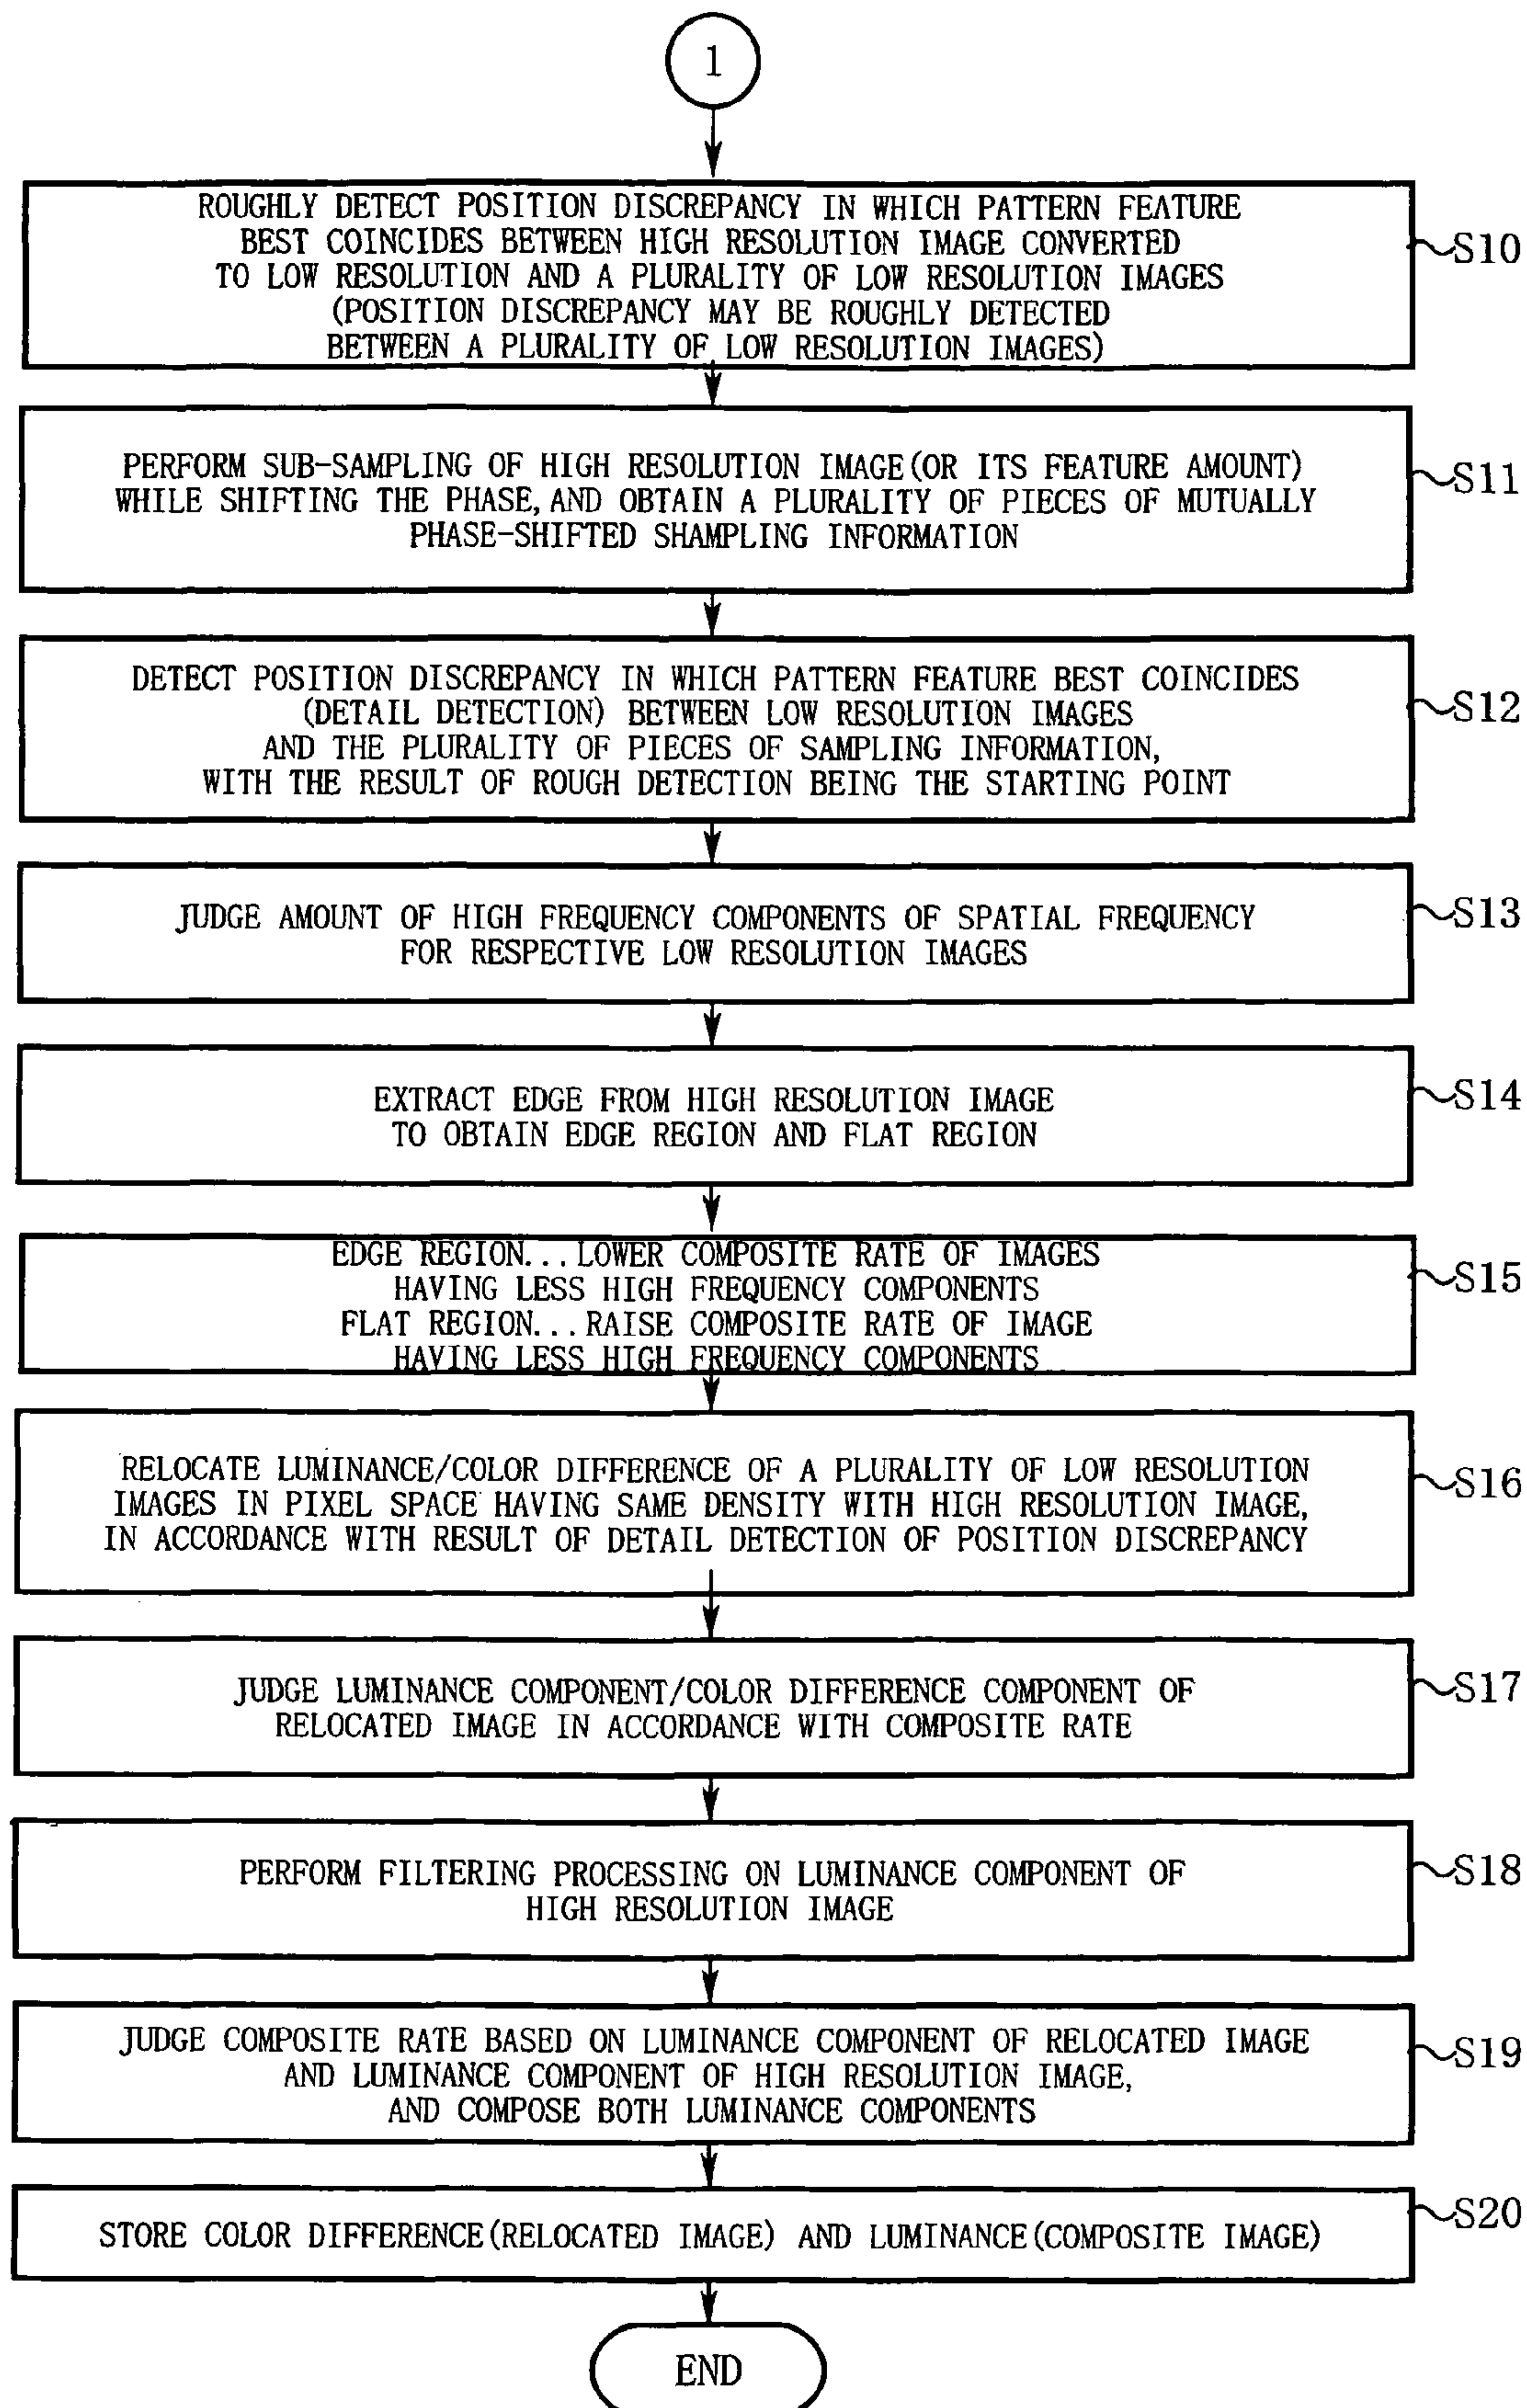 1
ROUGHLY DETECT POSITION DISCREPANCY IN WHICH PATTERN FEATURE
BEST COINCIDES BETWEEN HIGH RESOLUTION IMAGE CONVERTED
TO LOW RESOLUTION AND A PLURALITY OF LOW RESOLUTION IMAGES
(POSITION DISCREPANCY MAY BE ROUGHLY DETECTED
BETWEEN A PLURALITY OF LOW RESOLUTION IMAGES)
S10
PERFORM SUB-SAMPLING OF HIGH RESOLUTION IMAGE(OR ITS FEATURE AMOUNT)
WHILE SHIFTING THE PHASE, AND OBTAIN A PLURALITY OF PIECES OF MUTUALLY
PHASE-SHIFTED SHAMPLING INFORMATION
S11
DETECT POSITION DISCREPANCY IN WHICH PATTERN FEATURE BEST COINCIDES
(DETAIL DETECTION) BETWEEN LOW RESOLUTION IMAGES
AND THE PLURALITY OF PIECES OF SAMPLING INFORMATION,
WITH THE RESULT OF ROUGH DETECTION BEING THE STARTING POINT
S12
JUDGE AMOUNT OF HIGH FREQUENCY COMPONENTS OF SPATIAL FREQUENCY
FOR RESPECTIVE LOW RESOLUTION IMAGES
S13
EXTRACT EDGE FROM HIGH RESOLUTION IMAGE
TO OBTAIN EDGE REGION AND FLAT REGION
S14
EDGE REGION...LOWER COMPOSITE RATE OF IMAGES
HAVING LESS HIGH FREQUENCY COMPONENTS
FLAT REGION...RAISE COMPOSITE RATE OF IMAGE
HAVING LESS HIGH FREQUENCY COMPONENTS
S15
RELOCATE LUMINANCE/COLOR DIFFERENCE OF A PLURALITY OF LOW RESOLUTION
IMAGES IN PIXEL SPACE HAVING SAME DENSITY WITH HIGH RESOLUTION IMAGE,
IN ACCORDANCE WITH RESULT OF DETAIL DETECTION OF POSITION DISCREPANCY
S16
JUDGE LUMINANCE COMPONENT/COLOR DIFFERENCE COMPONENT OF
RELOCATED IMAGE IN ACCORDANCE WITH COMPOSITE RATE
S17
PERFORM FILTERING PROCESSING ON LUMINANCE COMPONENT OF
HIGH RESOLUTION IMAGE
S18
JUDGE COMPOSITE RATE BASED ON LUMINANCE COMPONENT OF RELOCATED IMAGE
AND LUMINANCE COMPONENT OF HIGH RESOLUTION IMAGE,
AND COMPOSE BOTH LUMINANCE COMPONENTS
S19
STORE COLOR DIFFERENCE(RELOCATED IMAGE) AND LUMINANCE(COMPOSITE IMAGE)
S20
END